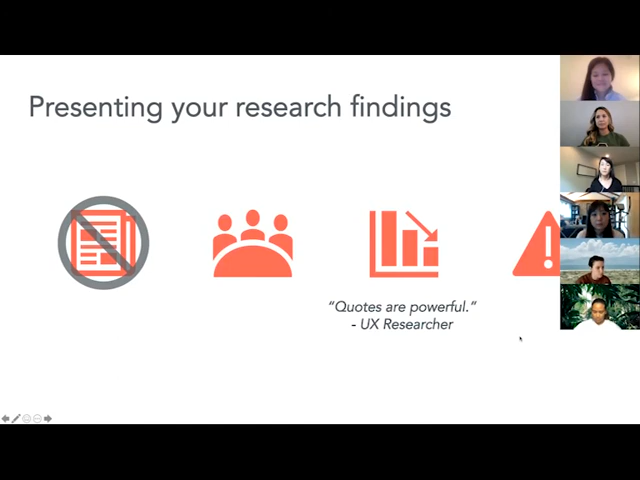 Presenting your research findings
“Quotes are powerful.”
- UX Researcher